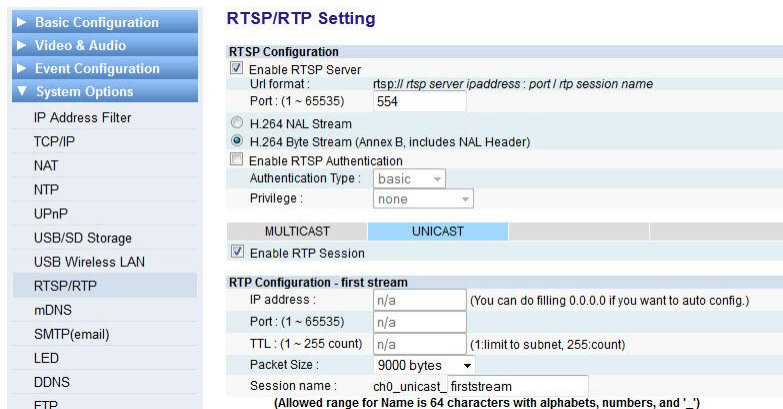 Basic Configuration
Video & Audio
Event Configuration
System Options
IP Address Filter
TCP/IP
NAT
NTP
UPnP
USB/SD Storage
USB Wireless LAN
RTSP/RTP
mDNS
SMTP(email)
LED
DDNS
FTP
RTSP/RTP Setting
RTSP Configuration
Enable RTSP Server
Url format : rtsp:// rtsp server ipaddress : port / rtp session name
Port : (1 ~ 65535) 554
H.264 NAL Stream
H.264 Byte Stream (Annex B, includes NAL Header)
Enable RTSP Authentication
Authentication Type : basic
Privilege : none
MULTICAST UNICAST
Enable RTP Session
RTP Configuration - first stream
IP address : n/a (You can do filling 0.0.0.0 if you want to auto config.)
Port : (1 ~ 65535) n/a
TTL : (1 ~ 255 count) n/a (1:limit to subnet, 255:count)
Packet Size : 9000 bytes
Session name : ch0_unicast_ firststream
(Allowed range for Name is 64 characters with alphabets, numbers, and '_')